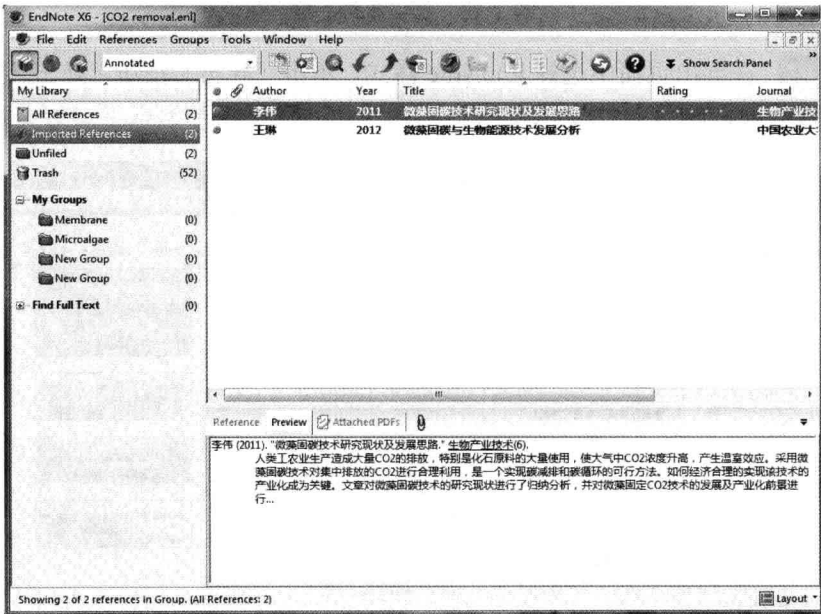 EndNote X6 - [CO2 removal.enl]
File Edit References Groups Tools Window Help
Annotated
Show Search Panel
My Library
Author Year Title Rating Journal
All References (2)
李伟 2011 微藻固碳技术研究现状及发展思路 生物产业技
Imported References (2)
王琳 2012 微藻固碳与生物能源技术发展分析 中国农业大
Unfiled (2)
Trash (52)
My Groups
Membrane (0)
Microalgae (0)
New Group (0)
New Group (0)
Find Full Text (0)
Reference Preview Attached PDFs
李伟 (2011). "微藻固碳技术研究现状及发展思路." 生物产业技术(6).
人类工农业生产造成大量CO2的排放，特别是化石原料的大量使用，使大气中CO2浓度升高，产生温室效应。采用微
藻固碳技术对集中排放的CO2进行合理利用，是一个实现碳减排和碳循环的可行方法。如何经济合理的实现该技术的
产业化成为关键。文章对微藻固碳技术的研究现状进行了归纳分析，并对微藻固定CO2技术的发展及产业化前景进
行...
Showing 2 of 2 references in Group. (All References: 2)
Layout